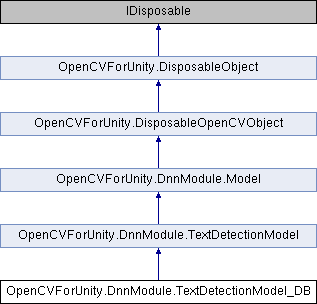 IDisposable
OpenCVForUnity.DisposableObject
OpenCVForUnity.DisposableOpenCVObject
OpenCVForUnity.DnnModule.Model
OpenCVForUnity.DnnModule.TextDetectionModel
OpenCVForUnity.DnnModule.TextDetectionModel_DB